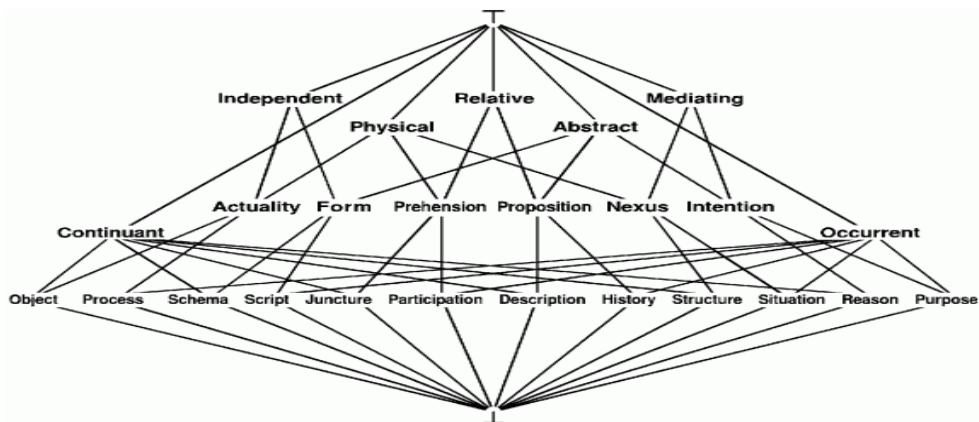 T
Independent Relative Mediating
Physical Abstract
Actuality Form Prehension Proposition Nexus Intention
Continuant Occurrent
Object Process Schema Script Juncture Participation Description History Structure Situation Reason Purpose
⊥